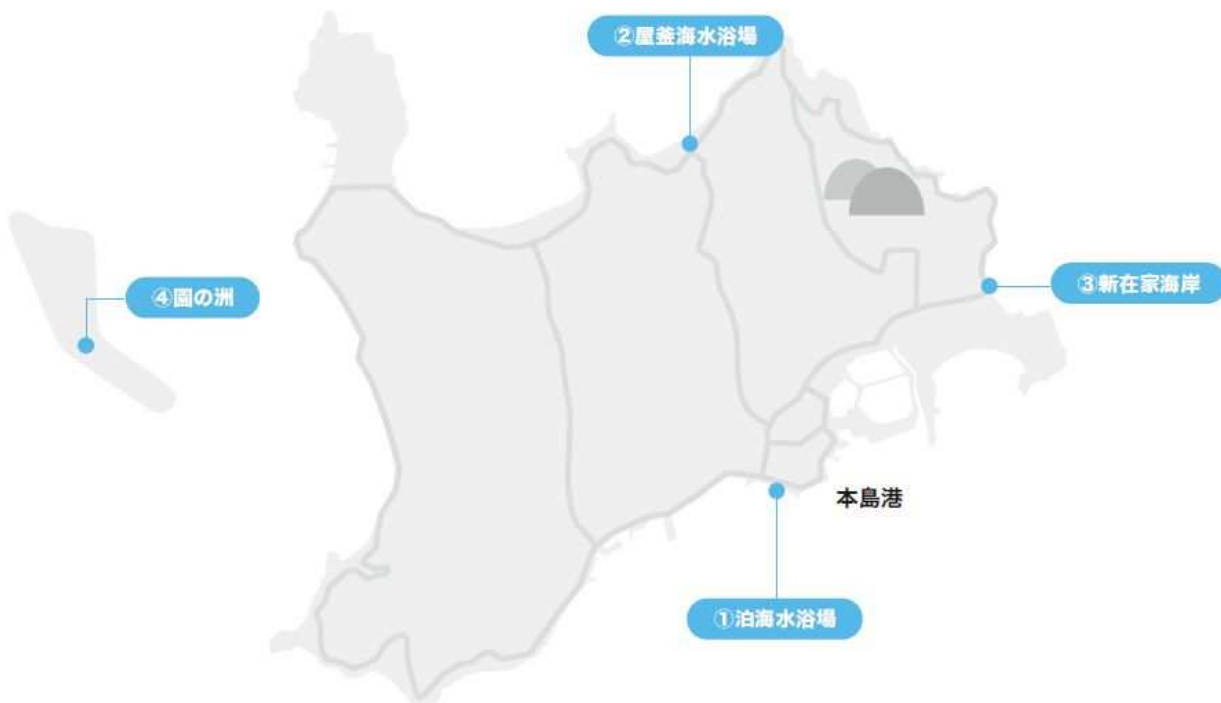 ②屋釜海水浴場
④園の洲
③新在家海岸
本島港
①泊海水浴場